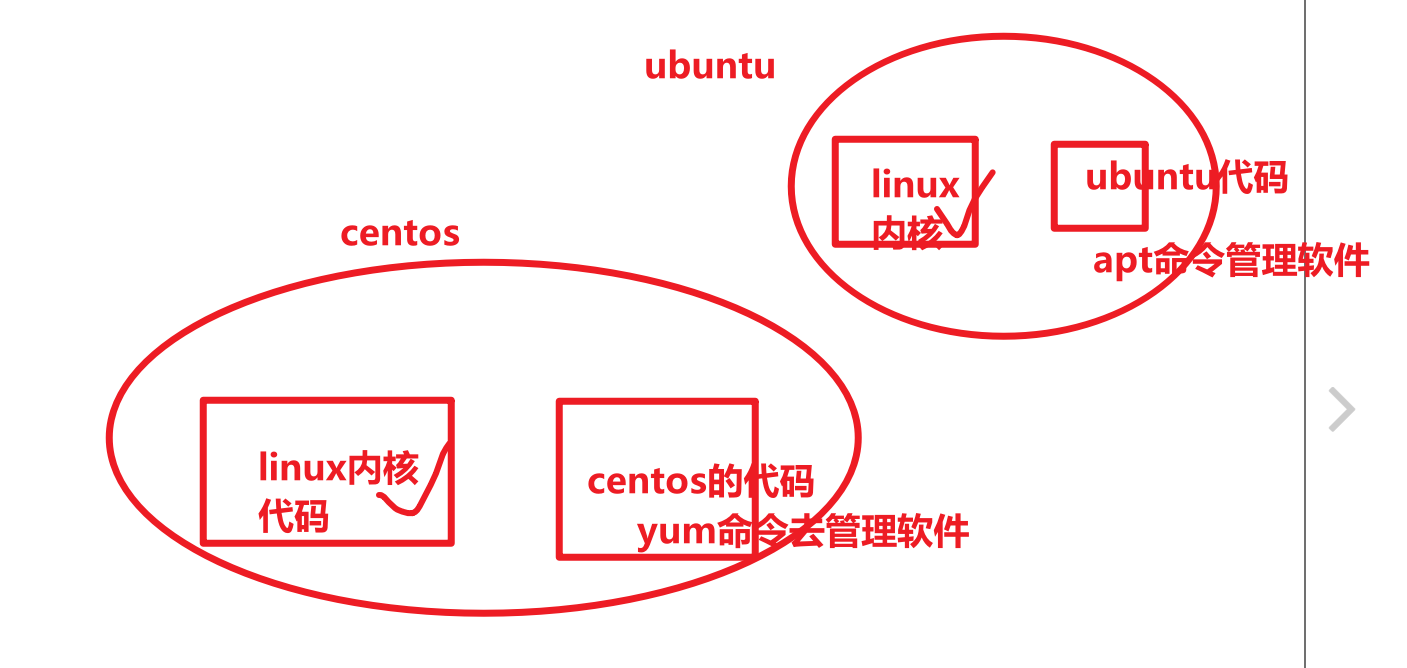 ubuntu
linux
内核
ubuntu代码
apt命令管理软件
centos
linux内核
代码
centos的代码
yum命令去管理软件